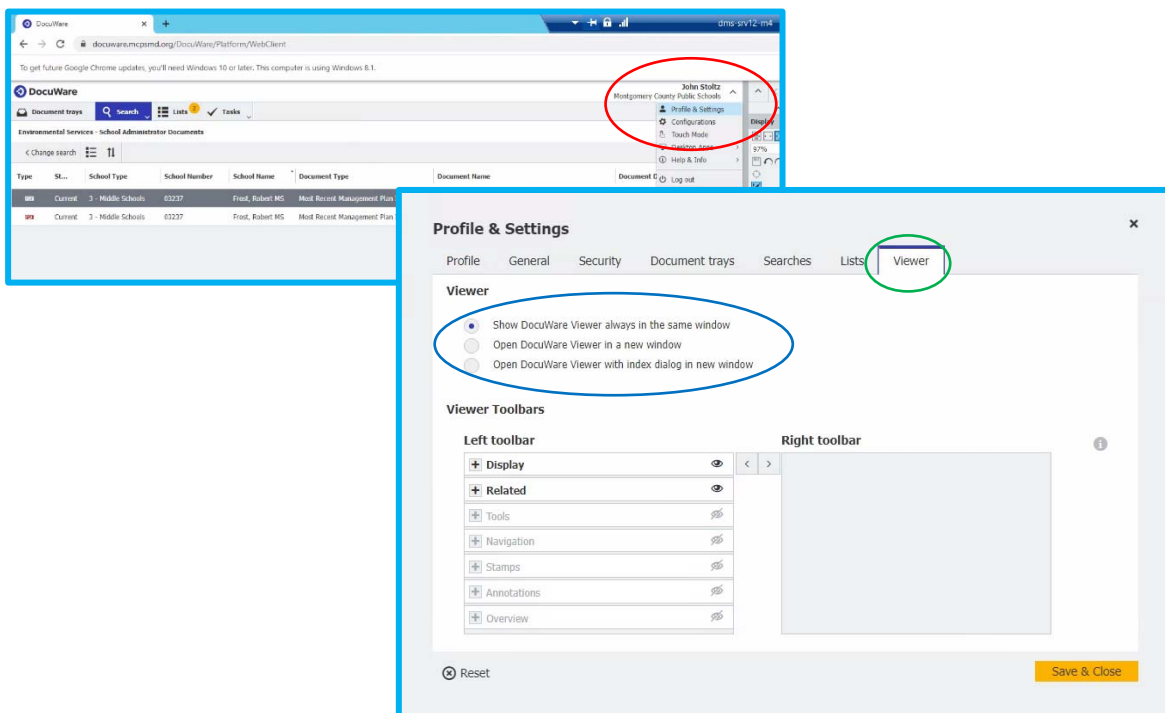 DocuWare
dms-srv12-m4
docuware.mcpsmd.org/DocuWare/Platform/WebClient
To get future Google Chrome updates, you'll need Windows 10 or later. This computer is using Windows 8.1.
DocuWare
John Stoltz
Montgomery County Public Schools
Document trays Search Lists 2 Tasks
Profile & Settings
Configurations
Touch Mode
Desktop Apps
Help & Info
Log out
Display
97%
Environmental Services - School Administrator Documents
< Change search
Type St... School Type School Number School Name Document Type Document Name Document D
Current 3 - Middle Schools 03237 Frost, Robert MS Most Recent Management Plan
Current 3 - Middle Schools 03237 Frost, Robert MS Most Recent Management Plan
Profile & Settings
Profile General Security Document trays Searches Lists Viewer
Viewer
Show DocuWare Viewer always in the same window
Open DocuWare Viewer in a new window
Open DocuWare Viewer with index dialog in new window
Viewer Toolbars
Left toolbar Right toolbar
Display
Related
Tools
Navigation
Stamps
Annotations
Overview
Reset
Save & Close